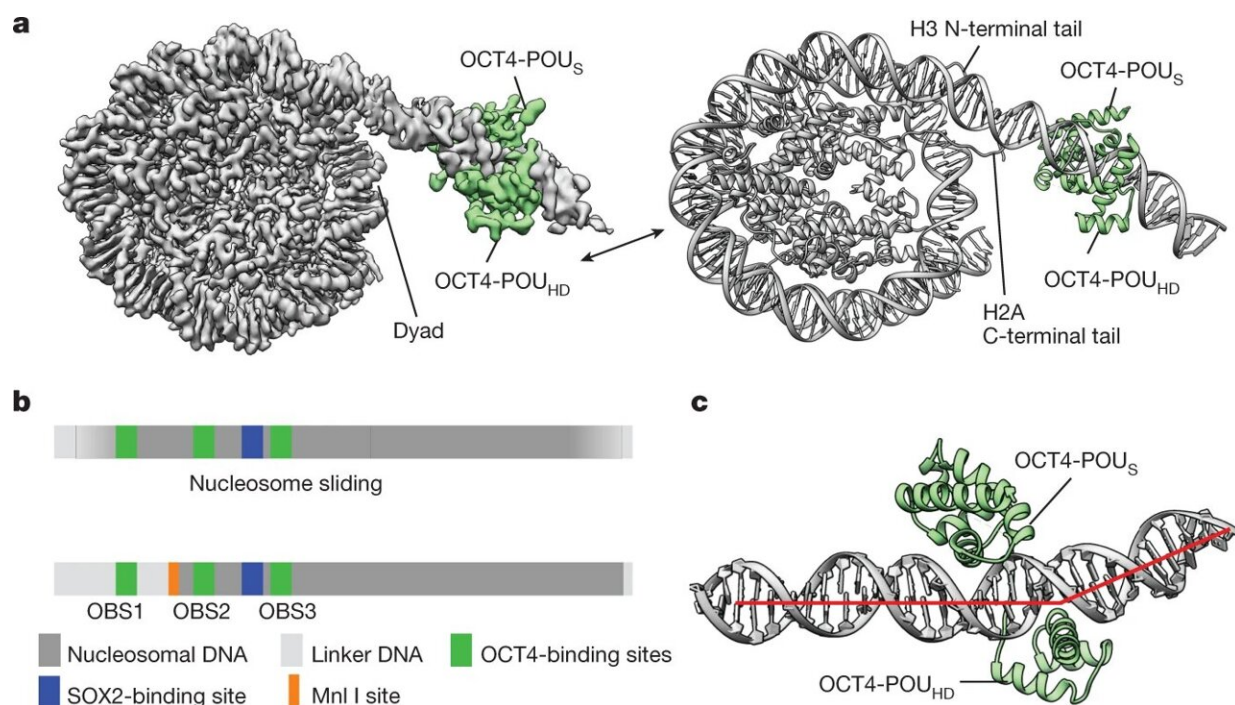 a
OCT4-POUS
H3 N-terminal tail
OCT4-POUS
OCT4-POUHD
Dyad
OCT4-POUHD
H2A
C-terminal tail
b
Nucleosome sliding
OBS1 OBS2 OBS3
Nucleosomal DNA Linker DNA OCT4-binding sites
SOX2-binding site Mnl I site
c
OCT4-POUS
OCT4-POUHD